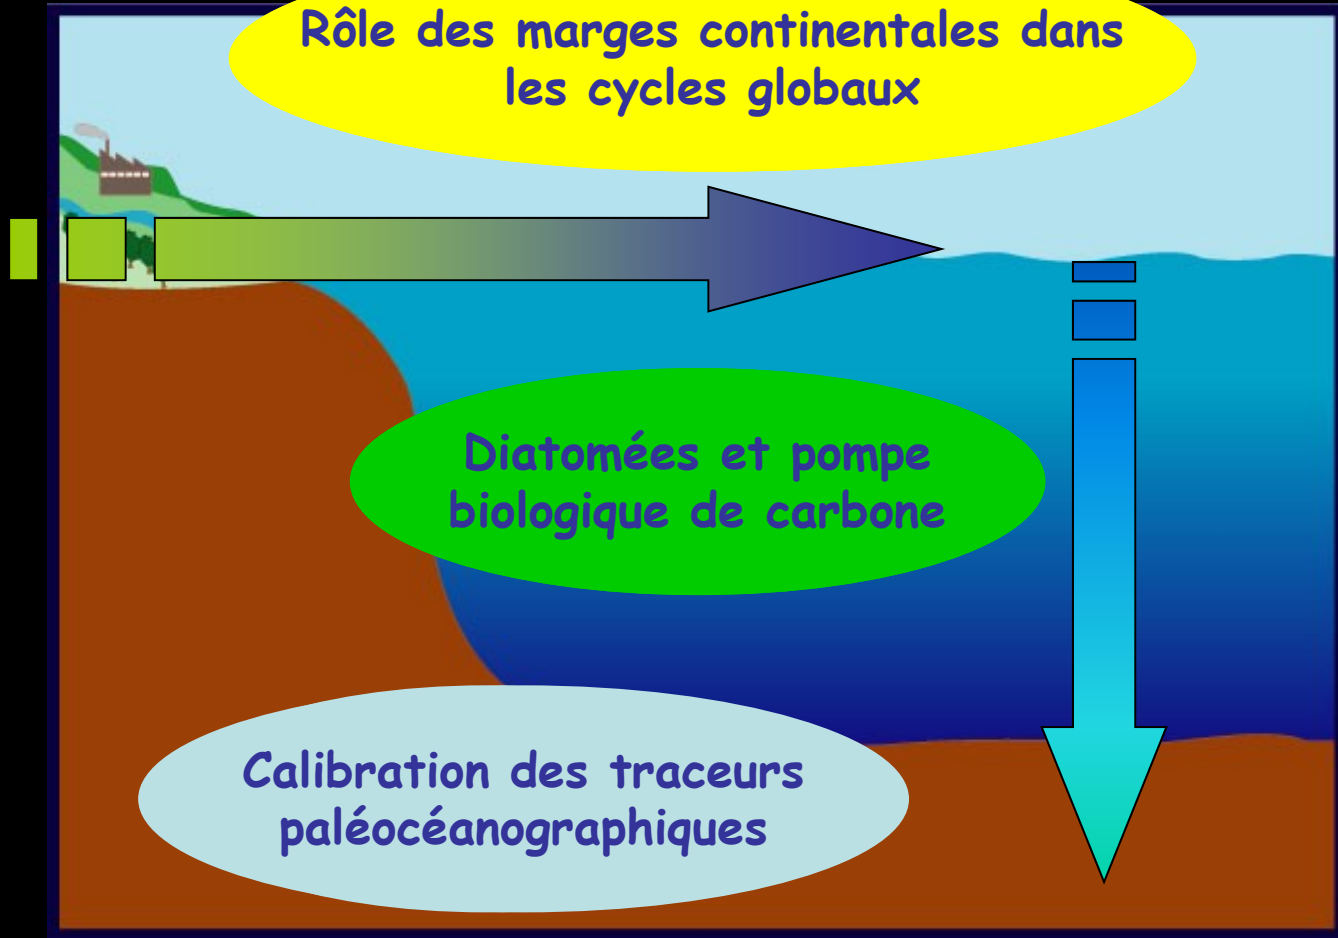 Rôle des marges continentales dans
les cycles globaux
Diatomées et pompe
biologique de carbone
Calibration des traceurs
paléocéanographiques